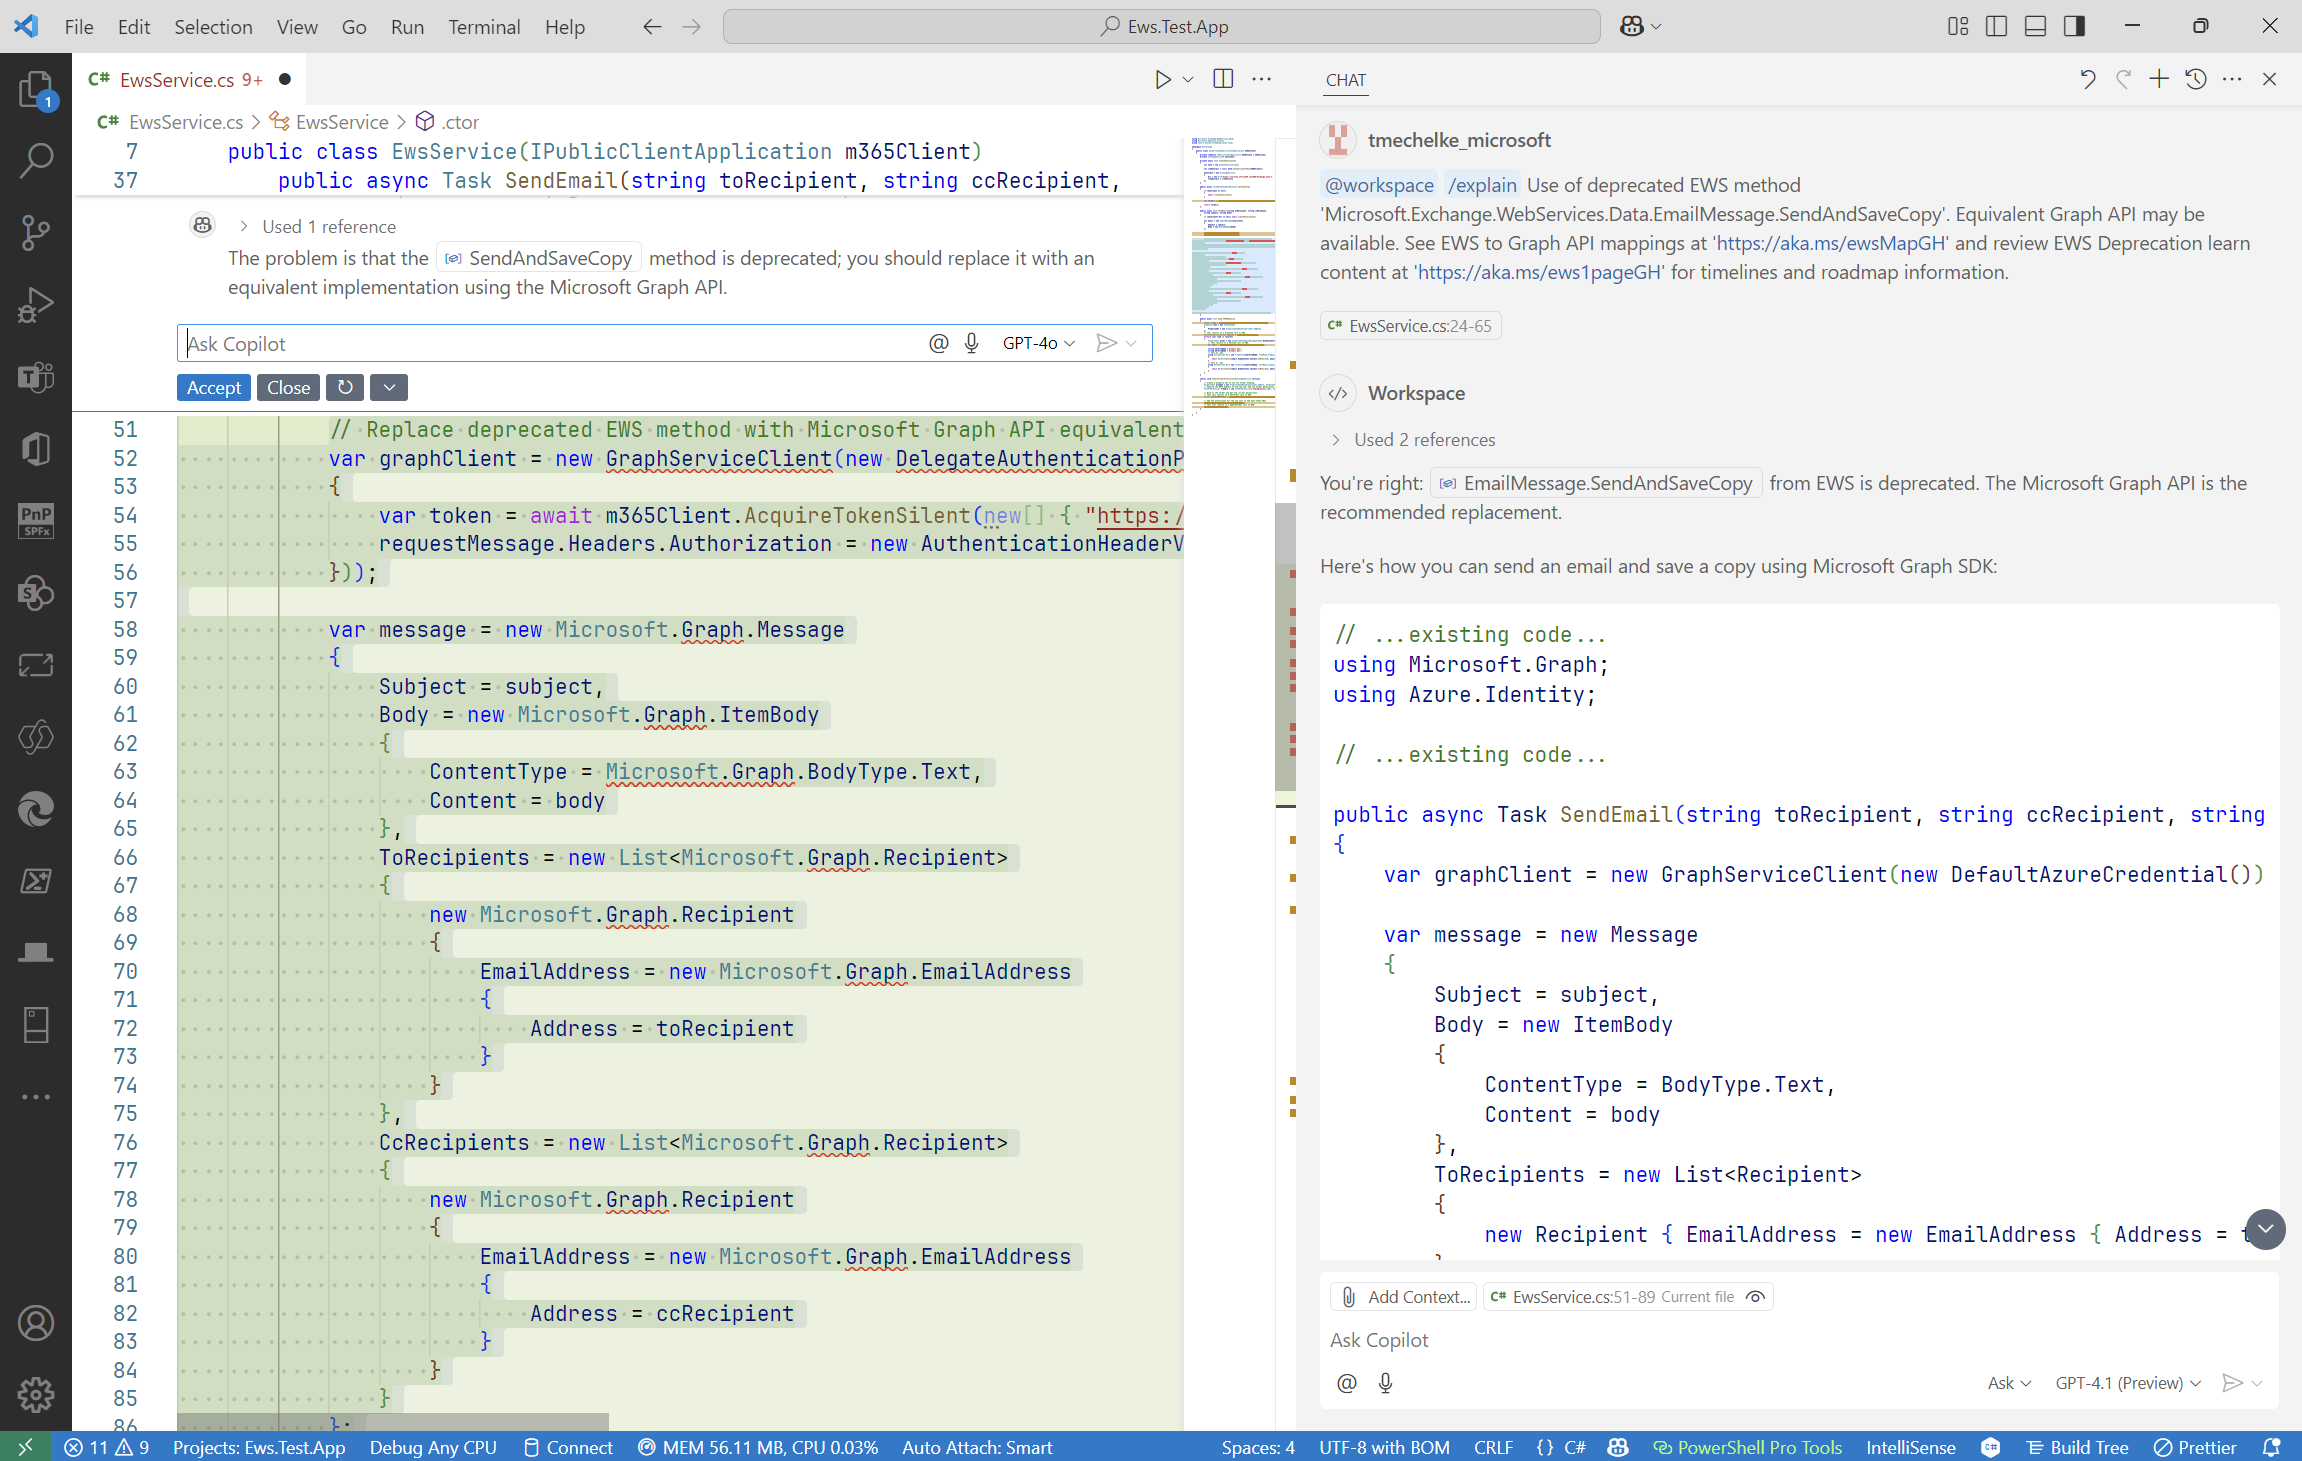 File Edit Selection View Go Run Terminal Help
Ews.Test.App
C# EwsService.cs 9+
C# EwsService.cs > EwsService > .ctor
7 public class EwsService(IPublicClientApplication m365Client)
37 public async Task SendEmail(string toRecipient, string ccRecipient,
Used 1 reference
The problem is that the SendAndSaveCopy method is deprecated; you should replace it with an
equivalent implementation using the Microsoft Graph API.
Ask Copilot
GPT-4o
Accept Close
51 // Replace deprecated EWS method with Microsoft Graph API equivalent
52 var graphClient = new GraphServiceClient(new DelegateAuthenticationP
53 {
54 var token = await m365Client.AcquireTokenSilent(new[] { "https:/
55 requestMessage.Headers.Authorization = new AuthenticationHeaderV
56 }));
57
58 var message = new Microsoft.Graph.Message
59 {
60 Subject = subject,
61 Body = new Microsoft.Graph.ItemBody
62 {
63 ContentType = Microsoft.Graph.BodyType.Text,
64 Content = body
65 },
66 ToRecipients = new List<Microsoft.Graph.Recipient>
67 {
68 new Microsoft.Graph.Recipient
69 {
70 EmailAddress = new Microsoft.Graph.EmailAddress
71 {
72 Address = toRecipient
73 }
74 }
75 },
76 CcRecipients = new List<Microsoft.Graph.Recipient>
77 {
78 new Microsoft.Graph.Recipient
79 {
80 EmailAddress = new Microsoft.Graph.EmailAddress
81 {
82 Address = ccRecipient
83 }
84 }
85 }
86 };
CHAT
tmechelke_microsoft
@workspace /explain Use of deprecated EWS method
'Microsoft.Exchange.WebServices.Data.EmailMessage.SendAndSaveCopy'. Equivalent Graph API may be
available. See EWS to Graph API mappings at 'https://aka.ms/ewsMapGH' and review EWS Deprecation learn
content at 'https://aka.ms/ews1pageGH' for timelines and roadmap information.
C# EwsService.cs:24-65
Workspace
Used 2 references
You're right: EmailMessage.SendAndSaveCopy from EWS is deprecated. The Microsoft Graph API is the
recommended replacement.
Here's how you can send an email and save a copy using Microsoft Graph SDK:
// ...existing code...
using Microsoft.Graph;
using Azure.Identity;
// ...existing code...
public async Task SendEmail(string toRecipient, string ccRecipient, string
{
var graphClient = new GraphServiceClient(new DefaultAzureCredential())
var message = new Message
{
Subject = subject,
Body = new ItemBody
{
ContentType = BodyType.Text,
Content = body
},
ToRecipients = new List<Recipient>
{
new Recipient { EmailAddress = new EmailAddress { Address = t
Add Context... C# EwsService.cs:51-89 Current file
Ask Copilot
Ask GPT-4.1 (Preview)
1
PnP
SPFx
11 9 Projects: Ews.Test.App Debug Any CPU Connect MEM 56.11 MB, CPU 0.03% Auto Attach: Smart Spaces: 4 UTF-8 with BOM CRLF {} C# PowerShell Pro Tools IntelliSense Build Tree Prettier